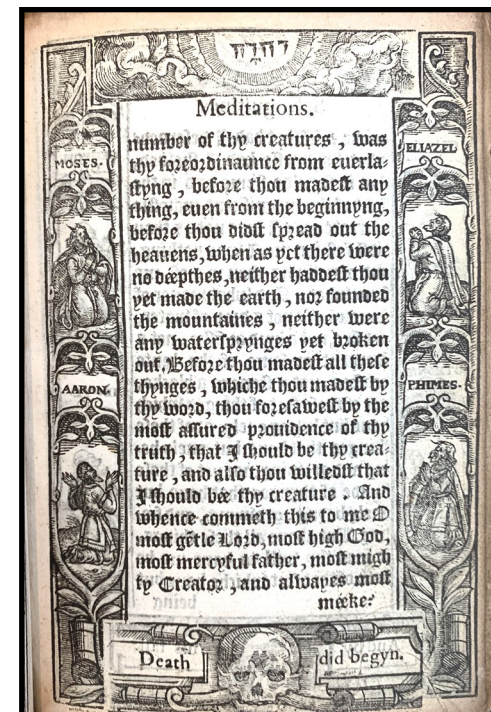 Meditations.
number of thy creatures, was
thy foreordinaunce from euerla-
styng, before thou madest any
thing, euen from the beginnyng,
before thou didst spread out the
heauens, when as yet there were
no deepthes, neither haddest thou
yet made the earth, nor founded
the mountaines, neither were
any watersprynges yet broken
out. Before thou madest all these
thynges, whiche thou madest by
thy word, thou foresawest by the
most assured prouidence of thy
truth, that I should be thy crea-
ture, and also thou willedst that
I should bee thy creature. And
whence commeth this to me O
most gẽtle Lord, most high God,
most mercyful father, most migh
ty Creator, and alwayes most
meeke?
MOSES.
AARON.
ELIAZEL
PHIMES.
Death did begyn.